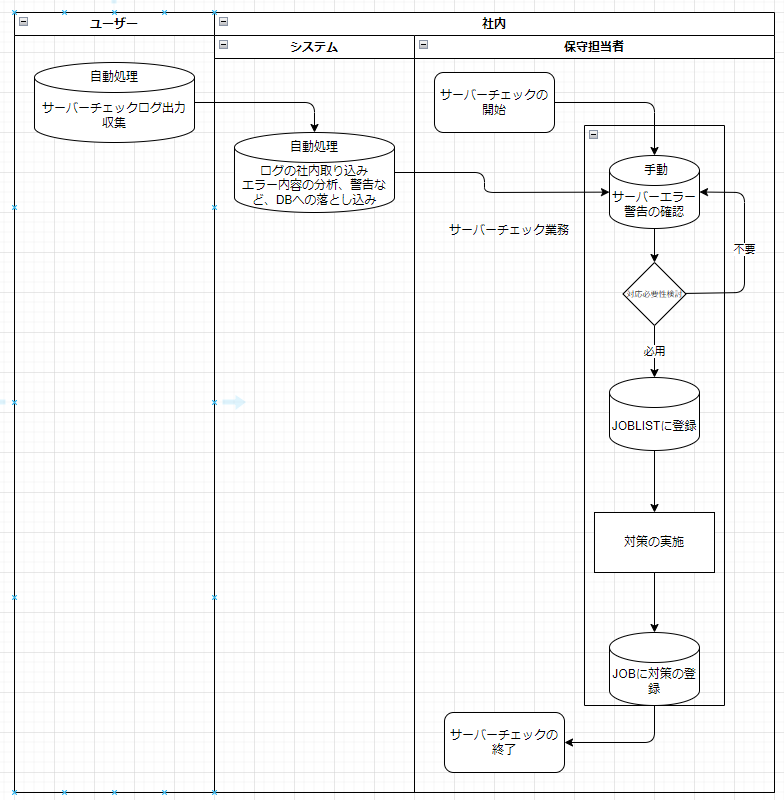 ユーザー
社内
システム
保守担当者
自動処理
サーバーチェックログ出力
収集
自動処理
ログの社内取り込み
エラー内容の分析、警告な
ど、DBへの落とし込み
サーバーチェックの
開始
手動
サーバーエラー
警告の確認
サーバーチェック業務
不要
対応必要性検討
必用
JOBLISTに登録
対策の実施
JOBに対策の登
録
サーバーチェックの
終了